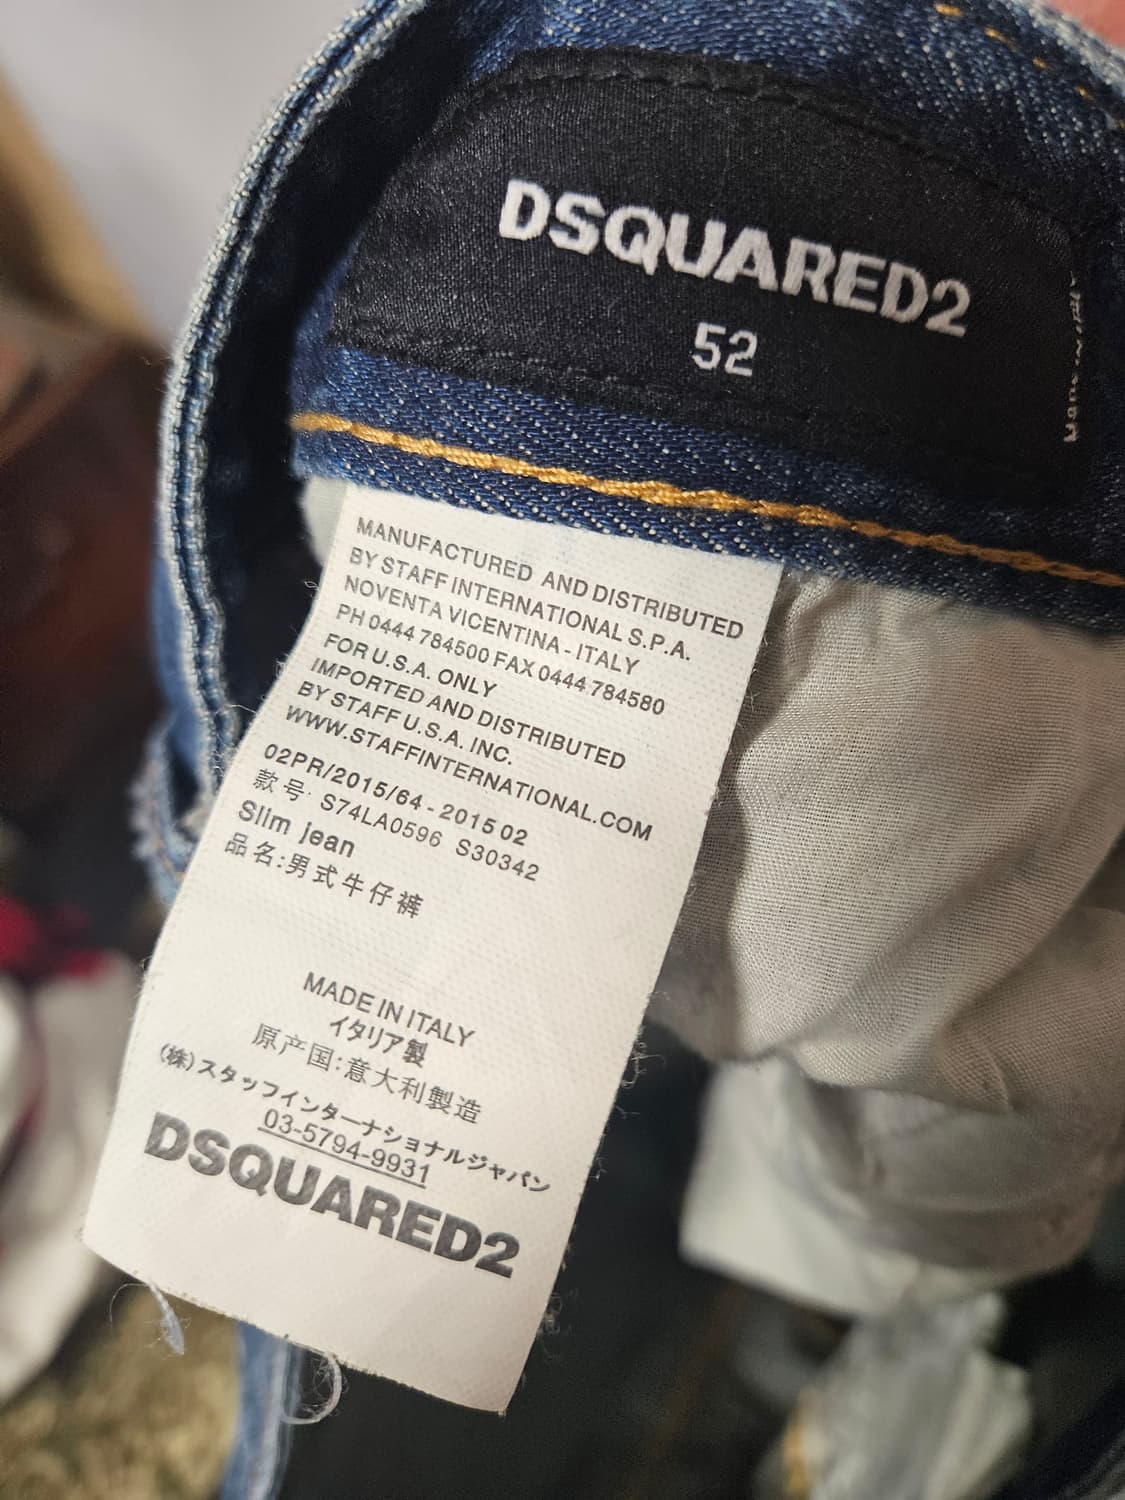 DSQUARED2
52
MANUFACTURED AND DISTRIBUTED
BY STAFF INTERNATIONAL S.P.A.
NOVENTA VICENTINA - ITALY
PH 0444 784500 FAX 0444 784580
FOR U.S.A. ONLY
IMPORTED AND DISTRIBUTED
BY STAFF U.S.A. INC.
WWW.STAFFINTERNATIONAL.COM
02PR/2015/64 - 2015 02
款号: S74LA0596 S30342
Slim jean
品名:男式牛仔裤
MADE IN ITALY
イタリア製
原产国:意大利製造
(株)スタッフインターナショナルジャパン
03-5794-9931
DSQUARED2